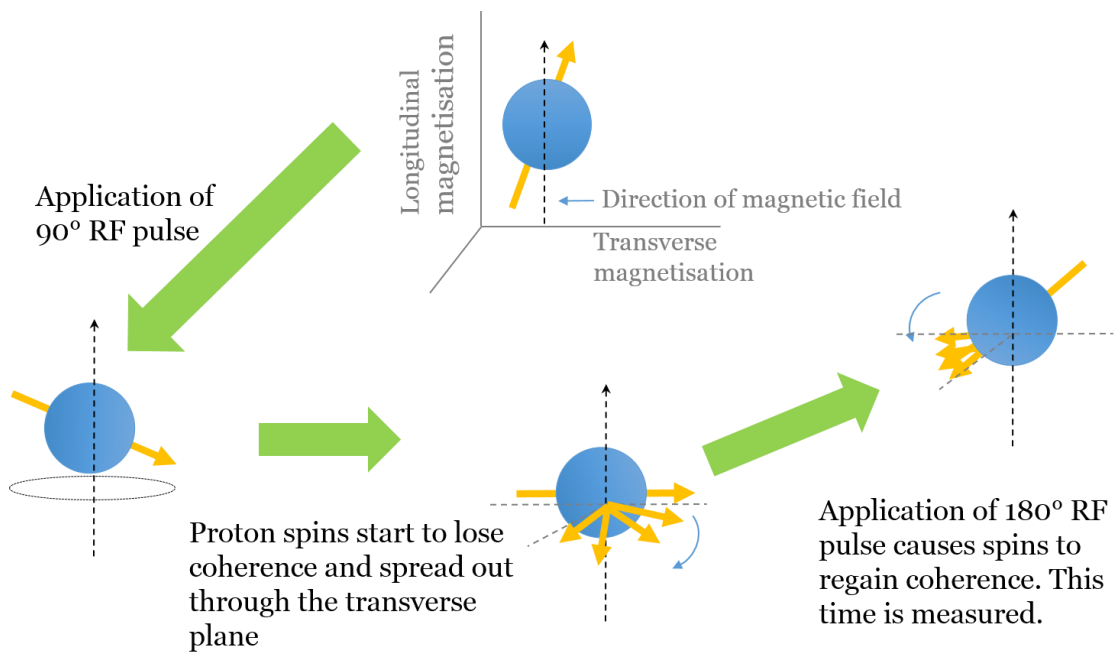 Longitudinal
magnetisation
Direction of magnetic field
Transverse
magnetisation
Application of
90° RF pulse
Proton spins start to lose
coherence and spread out
through the transverse
plane
Application of 180° RF
pulse causes spins to
regain coherence. This
time is measured.